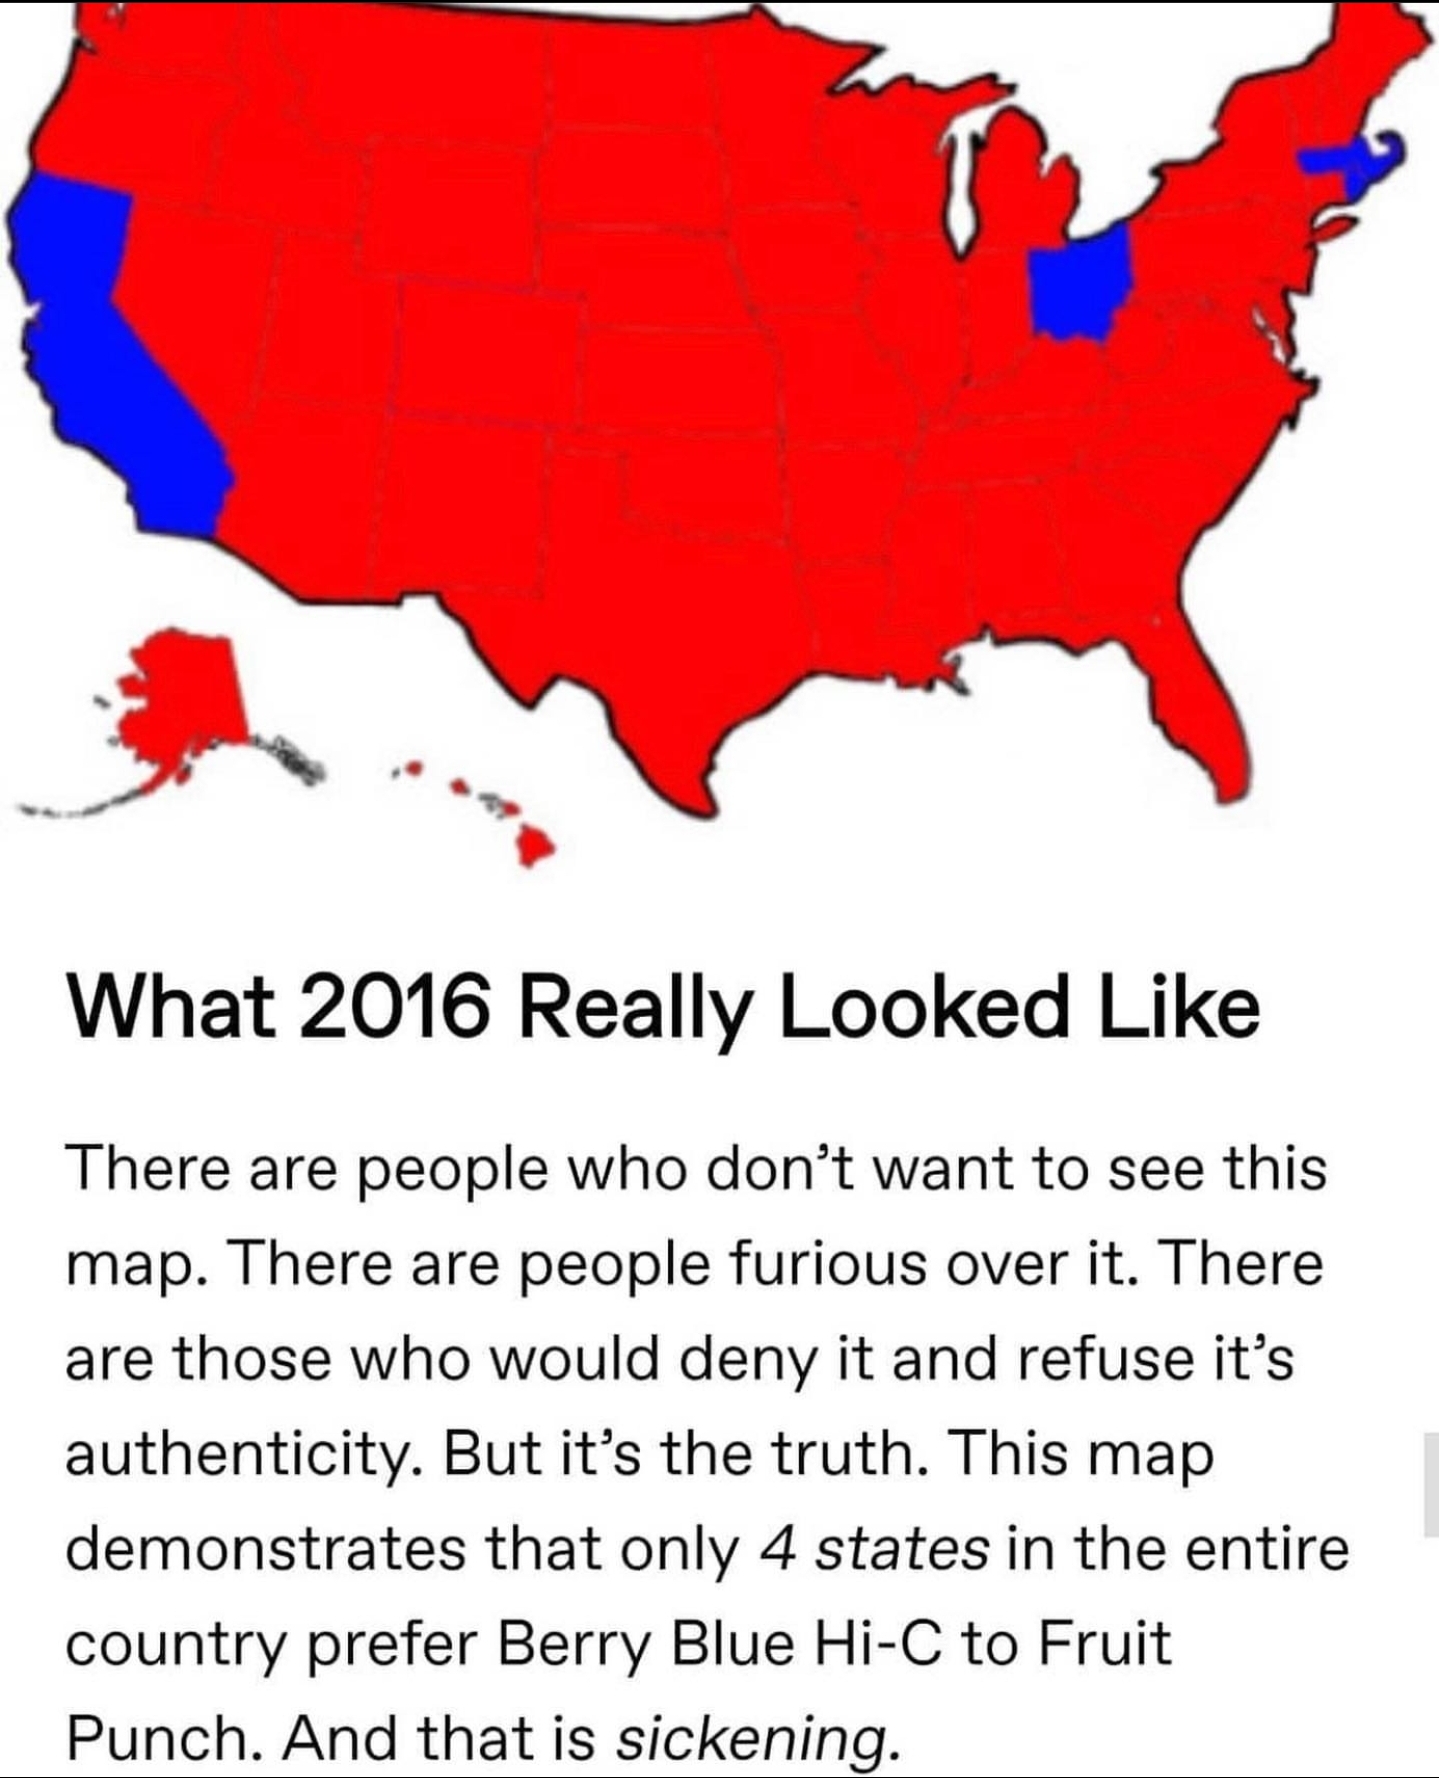 What 2016 Really Looked Like
There are people who don’t want to see this
map. There are people furious over it. There
are those who would deny it and refuse it’s
authenticity. But it’s the truth. This map
demonstrates that only 4 states in the entire
country prefer Berry Blue Hi-C to Fruit
Punch. And that is sickening.